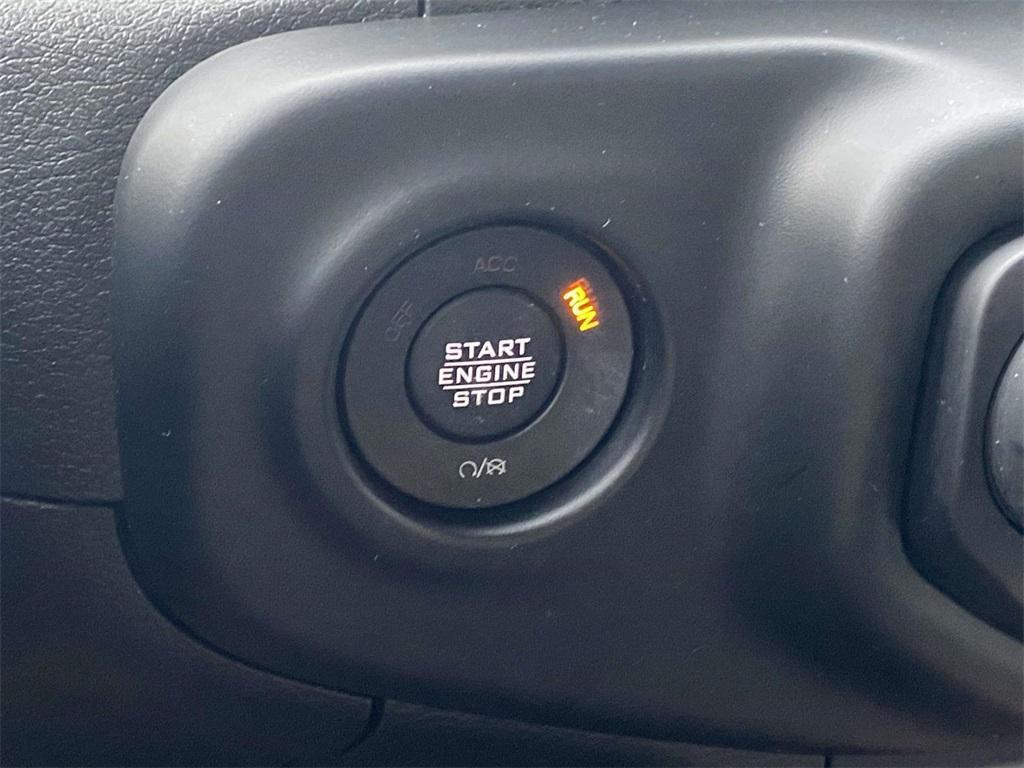 ACC
OFF
RUN
START
ENGINE
STOP